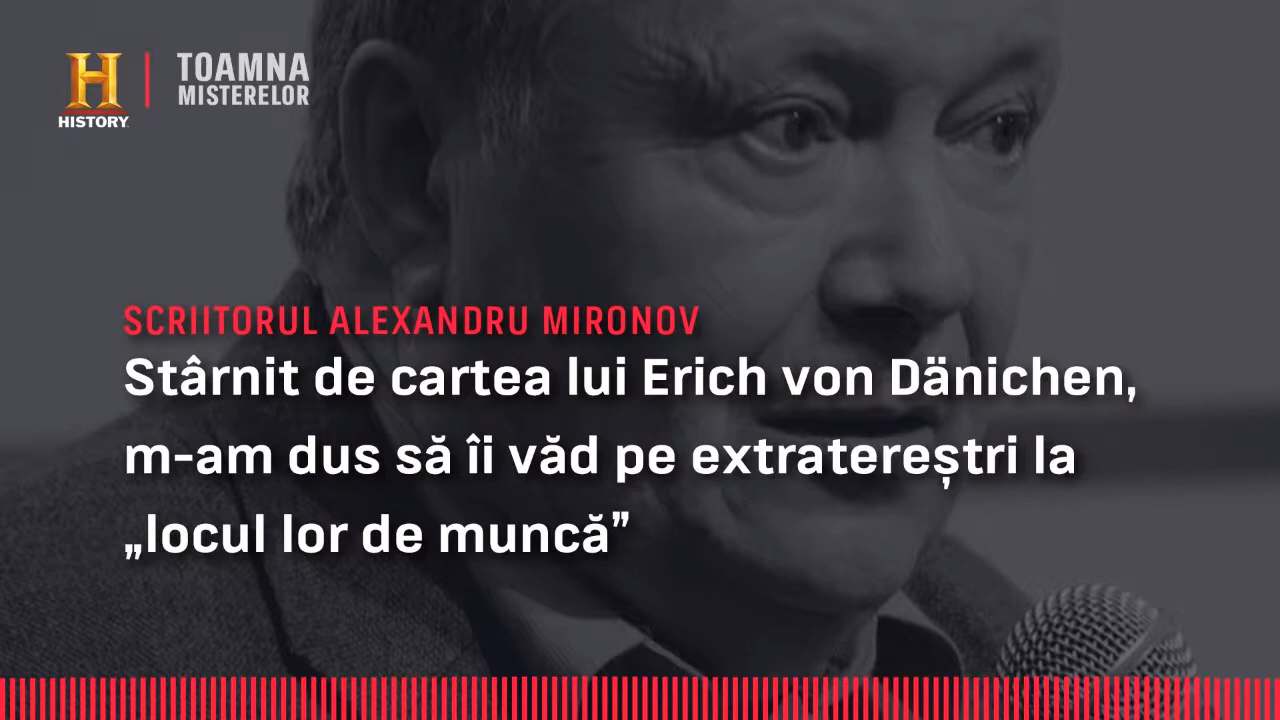 H
HISTORY
TOAMNA
MISTERELOR
SCRIITORUL ALEXANDRU MIRONOV
Stârnit de cartea lui Erich von Dänichen,
m-am dus să îi văd pe extratereștri la
„locul lor de muncă”